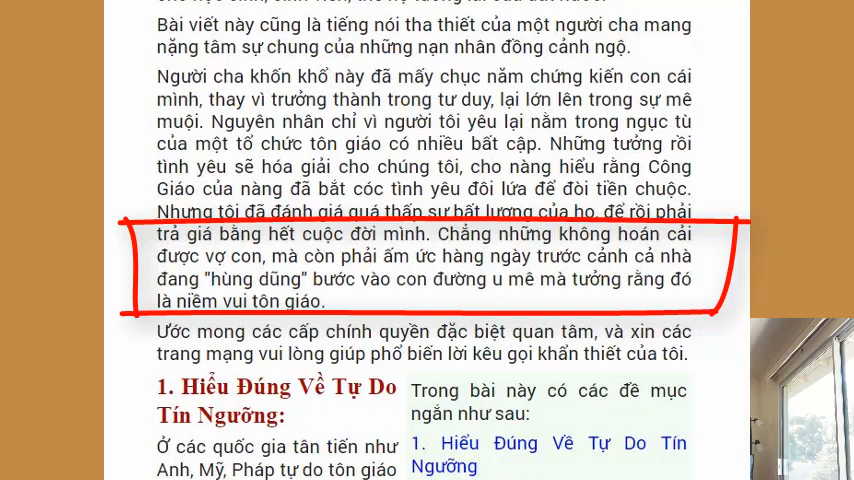 Bài viết này cũng là tiếng nói tha thiết của một người cha mang
nặng tâm sự chung của những nạn nhân đồng cảnh ngộ.
Người cha khốn khổ này đã mấy chục năm chứng kiến con cái
mình, thay vì trưởng thành trong tư duy, lại lớn lên trong sự mê
muội. Nguyên nhân chỉ vì người tôi yêu lại nằm trong ngục tù
của một tổ chức tôn giáo có nhiều bất cập. Những tưởng rồi
tình yêu sẽ hóa giải cho chúng tôi, cho nàng hiểu rằng Công
Giáo của nàng đã bắt cóc tình yêu đôi lứa để đòi tiền chuộc.
Nhưng tôi đã đánh giá quá thấp sự bất lương của họ, để rồi phải
trả giá bằng hết cuộc đời mình. Chẳng những không hoán cải
được vợ con, mà còn phải ấm ức hàng ngày trước cảnh cả nhà
đang "hùng dũng" bước vào con đường u mê mà tưởng rằng đó
là niềm vui tôn giáo.
Ước mong các cấp chính quyền đặc biệt quan tâm, và xin các
trang mạng vui lòng giúp phổ biến lời kêu gọi khẩn thiết của tôi.
1. Hiểu Đúng Về Tự Do
Tín Ngưỡng:
Ở các quốc gia tân tiến như
Anh, Mỹ, Pháp tự do tôn giáo
Trong bài này có các đề mục
ngắn như sau:
1. Hiểu Đúng Về Tự Do Tín
Ngưỡng